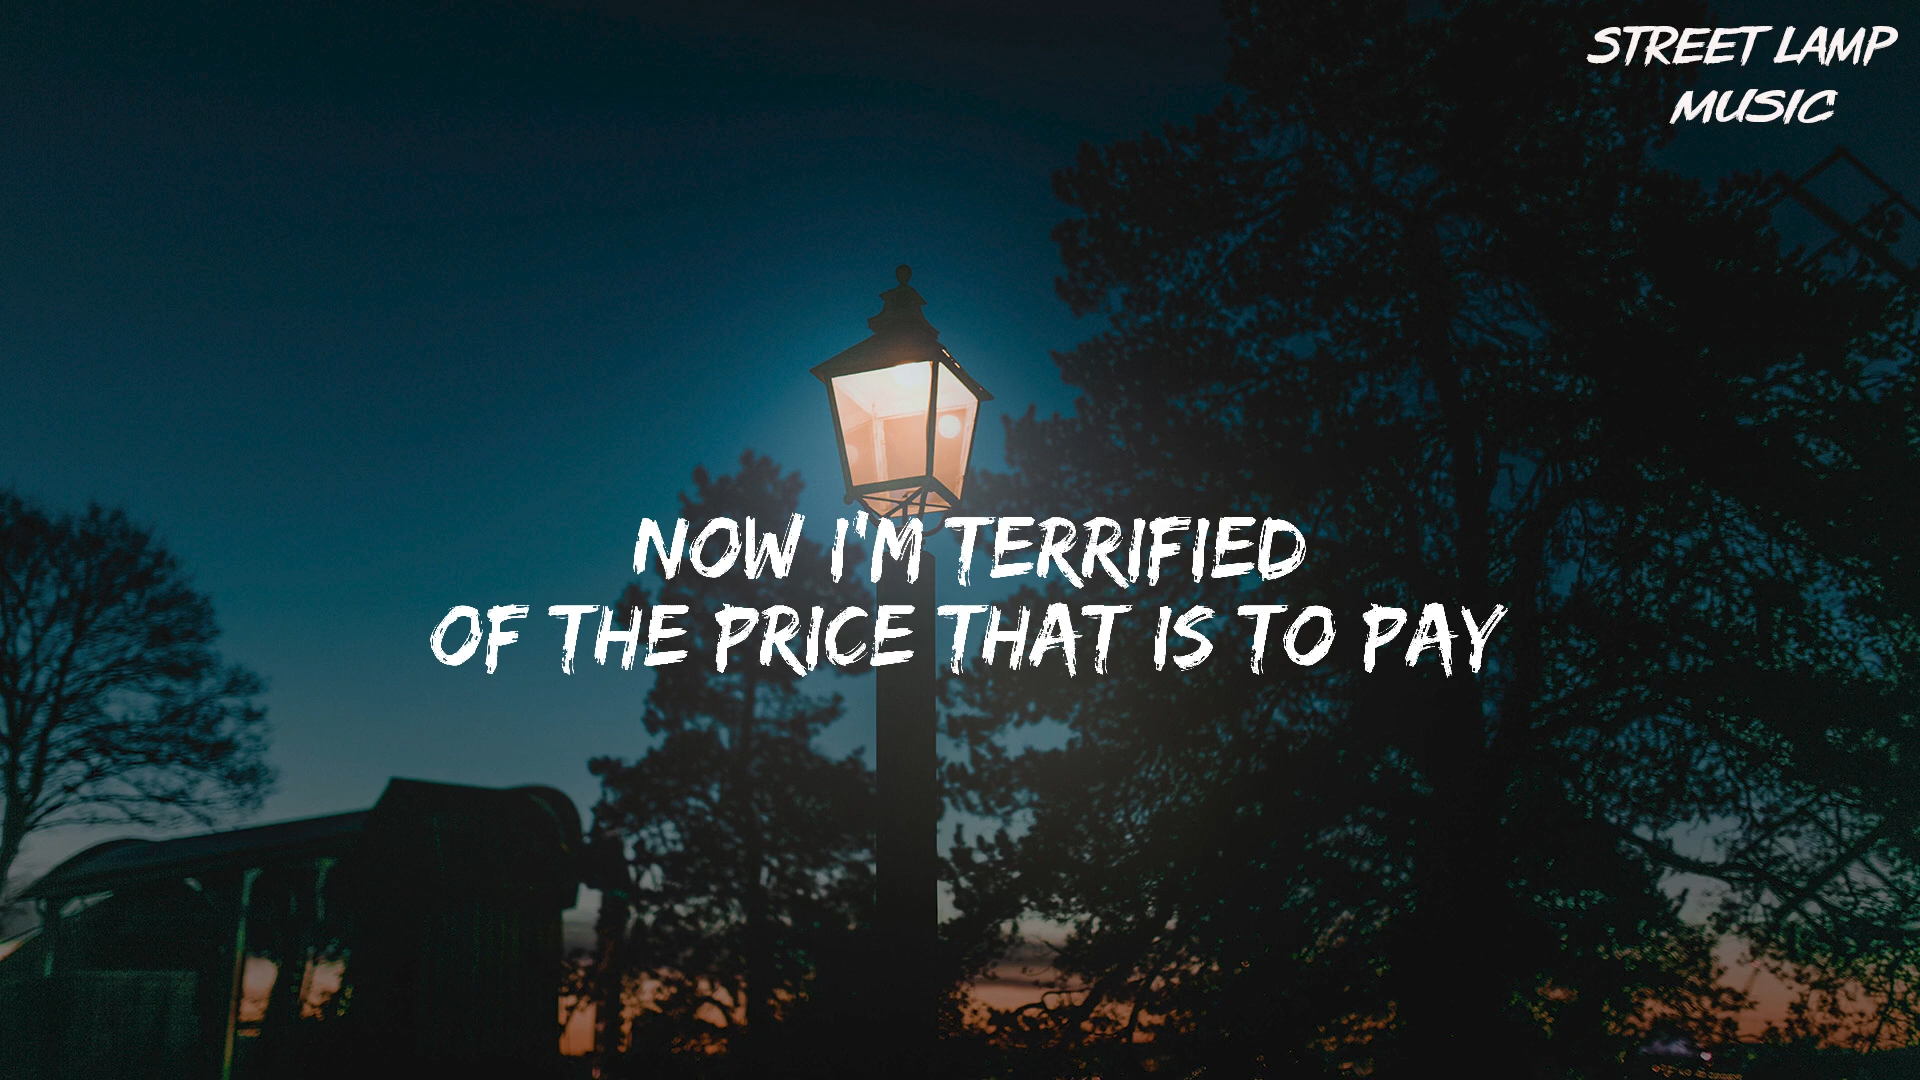 STREET LAMP
MUSIC
NOW I'M TERRIFIED
OF THE PRICE THAT IS TO PAY